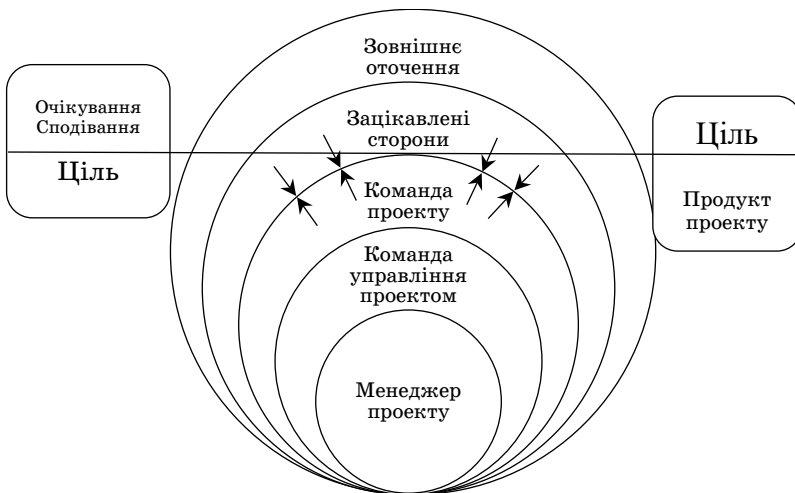 Зовнішнє
оточення
Очікування
Сподівання
Ціль
Зацікавлені
сторони
Ціль
Продукт
проекту
Команда
проекту
Команда
управління
проектом
Менеджер
проекту